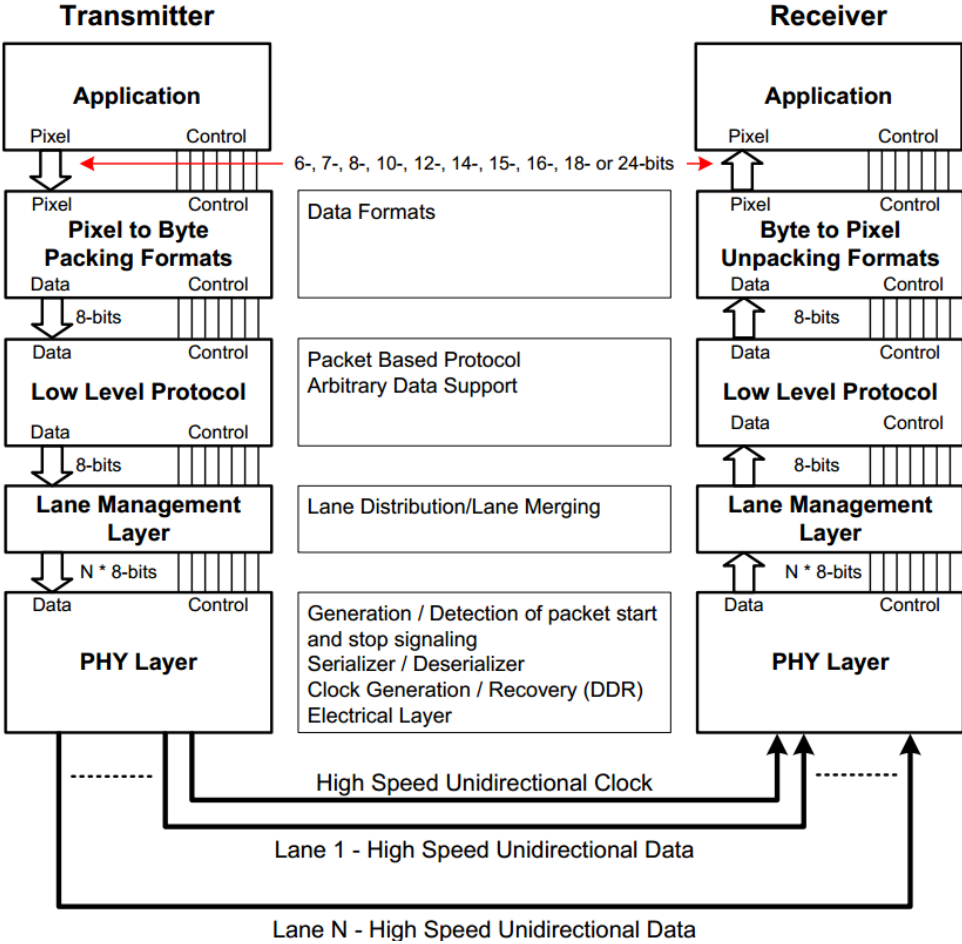 Transmitter
Receiver
Application
Pixel
Control
Application
Pixel
Control
6-, 7-, 8-, 10-, 12-, 14-, 15-, 16-, 18- or 24-bits
Pixel
Control
Pixel to Byte
Packing Formats
Data
Control
Data Formats
Pixel
Control
Byte to Pixel
Unpacking Formats
Data
Control
8-bits
8-bits
Data
Control
Low Level Protocol
Data
Control
Packet Based Protocol
Arbitrary Data Support
Data
Control
Low Level Protocol
Data
Control
8-bits
8-bits
Lane Management
Layer
Lane Distribution/Lane Merging
Lane Management
Layer
N * 8-bits
N * 8-bits
Data
Control
PHY Layer
Generation / Detection of packet start
and stop signaling
Serializer / Deserializer
Clock Generation / Recovery (DDR)
Electrical Layer
Data
Control
PHY Layer
High Speed Unidirectional Clock
Lane 1 - High Speed Unidirectional Data
Lane N - High Speed Unidirectional Data